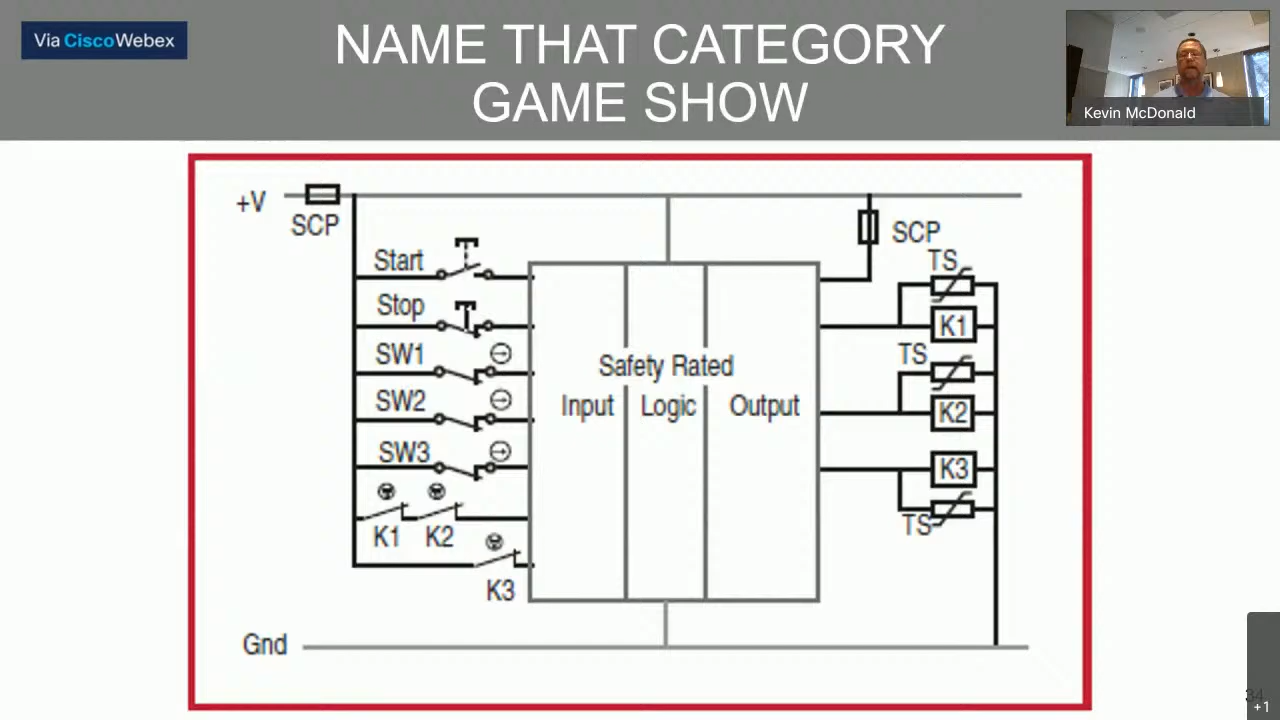 Via CiscoWebex
NAME THAT CATEGORY
GAME SHOW
Kevin McDonald
+V
SCP
SCP
Start
TS
Stop
K1
SW1
TS
Safety Rated
SW2
Input
Logic
Output
K2
SW3
K3
K1
K2
TS
K3
Gnd
34
+1